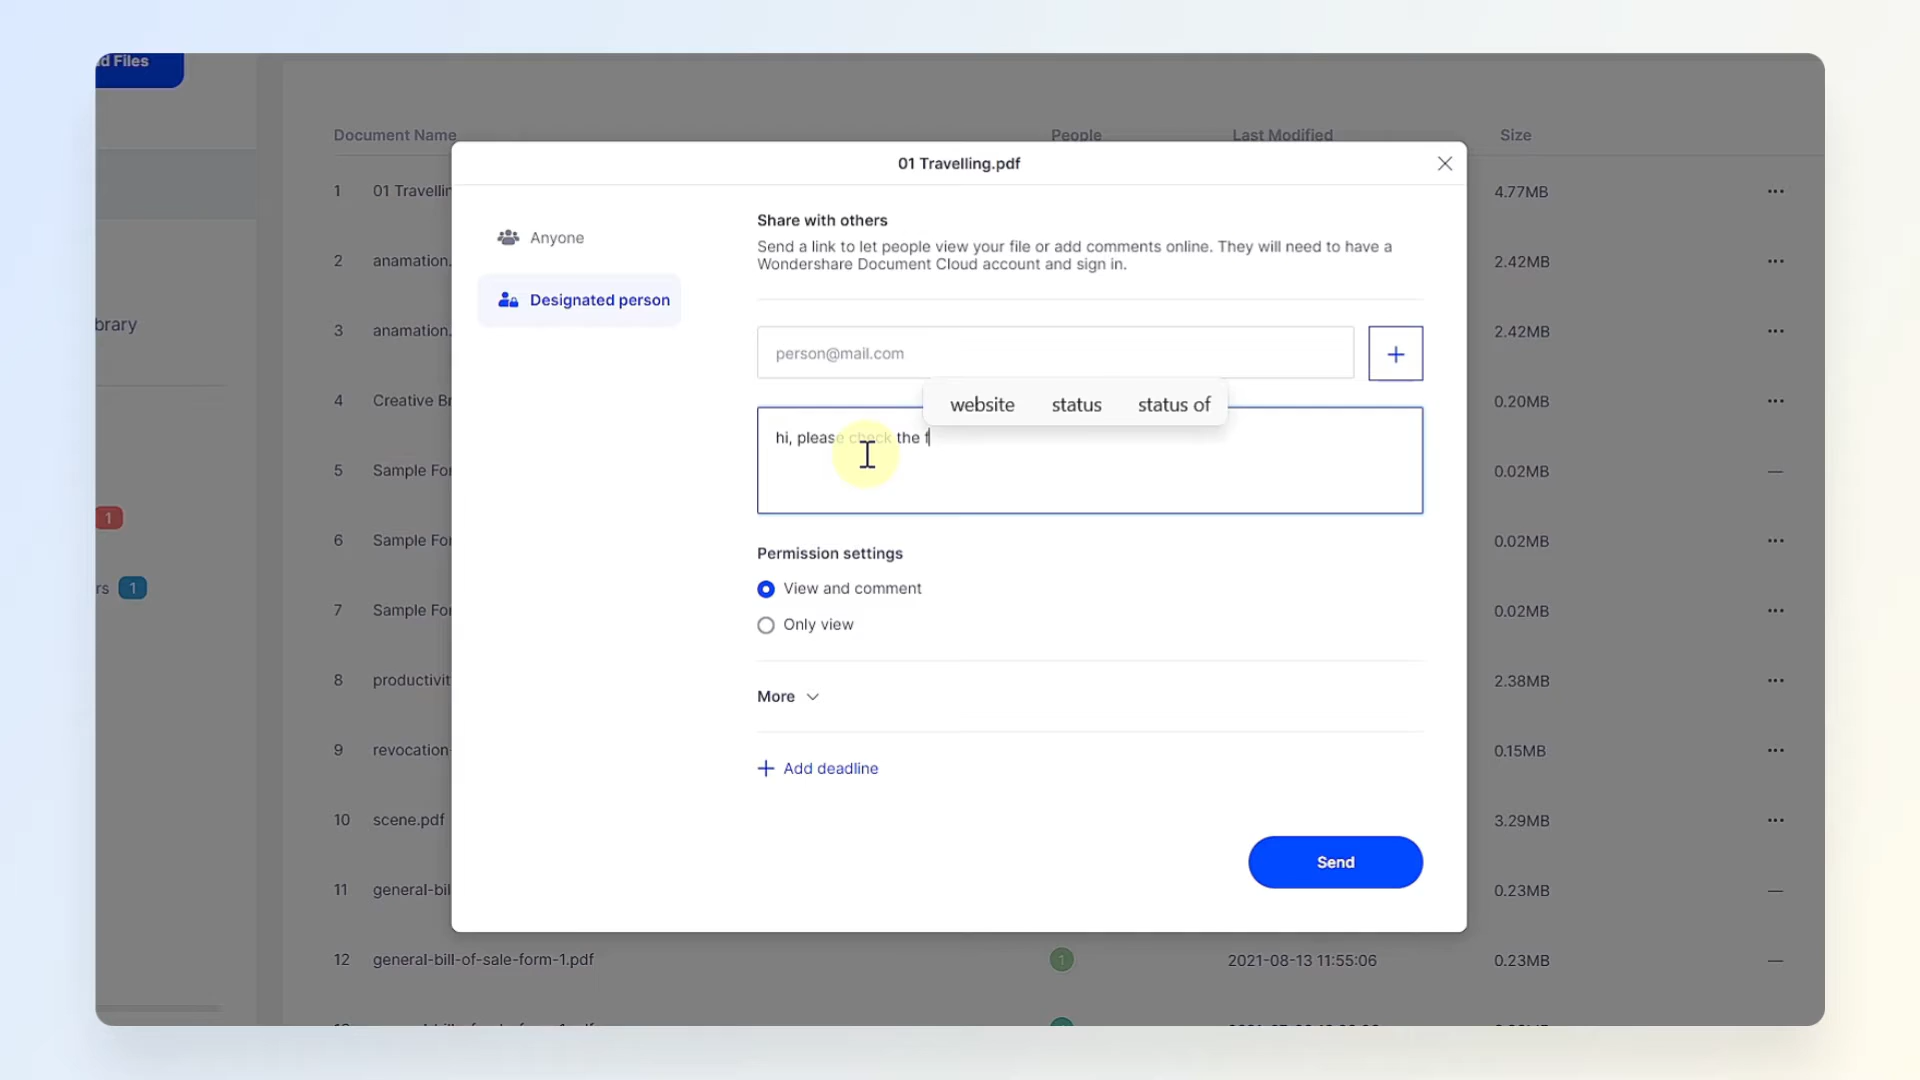 d Files
Document Name People Last Modified Size
01 Travelling.pdf
1 01 Travellin 4.77MB
Share with others
Anyone
Send a link to let people view your file or add comments online. They will need to have a
Wondershare Document Cloud account and sign in.
2 anamation. 2.42MB
Designated person
brary
3 anamation. 2.42MB
person@mail.com
website status status of
4 Creative Br 0.20MB
hi, please check the f
5 Sample For 0.02MB
1
6 Sample For 0.02MB
Permission settings
rs 1
View and comment
7 Sample For 0.02MB
Only view
8 productivit 2.38MB
More
9 revocation- 0.15MB
Add deadline
10 scene.pdf 3.29MB
Send
11 general-bil 0.23MB
12 general-bill-of-sale-form-1.pdf 1 2021-08-13 11:55:06 0.23MB